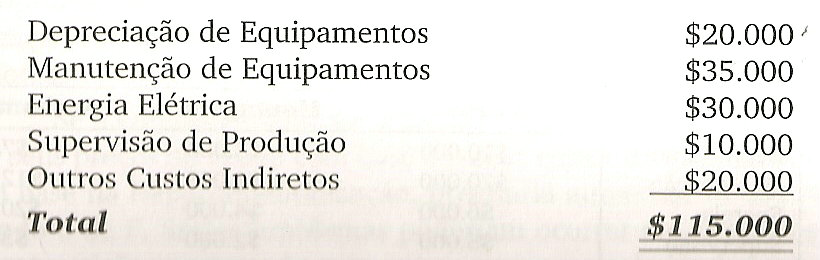 Depreciação de Equipamentos $20.000
Manutenção de Equipamentos $35.000
Energia Elétrica $30.000
Supervisão de Produção $10.000
Outros Custos Indiretos $20.000
Total $115.000